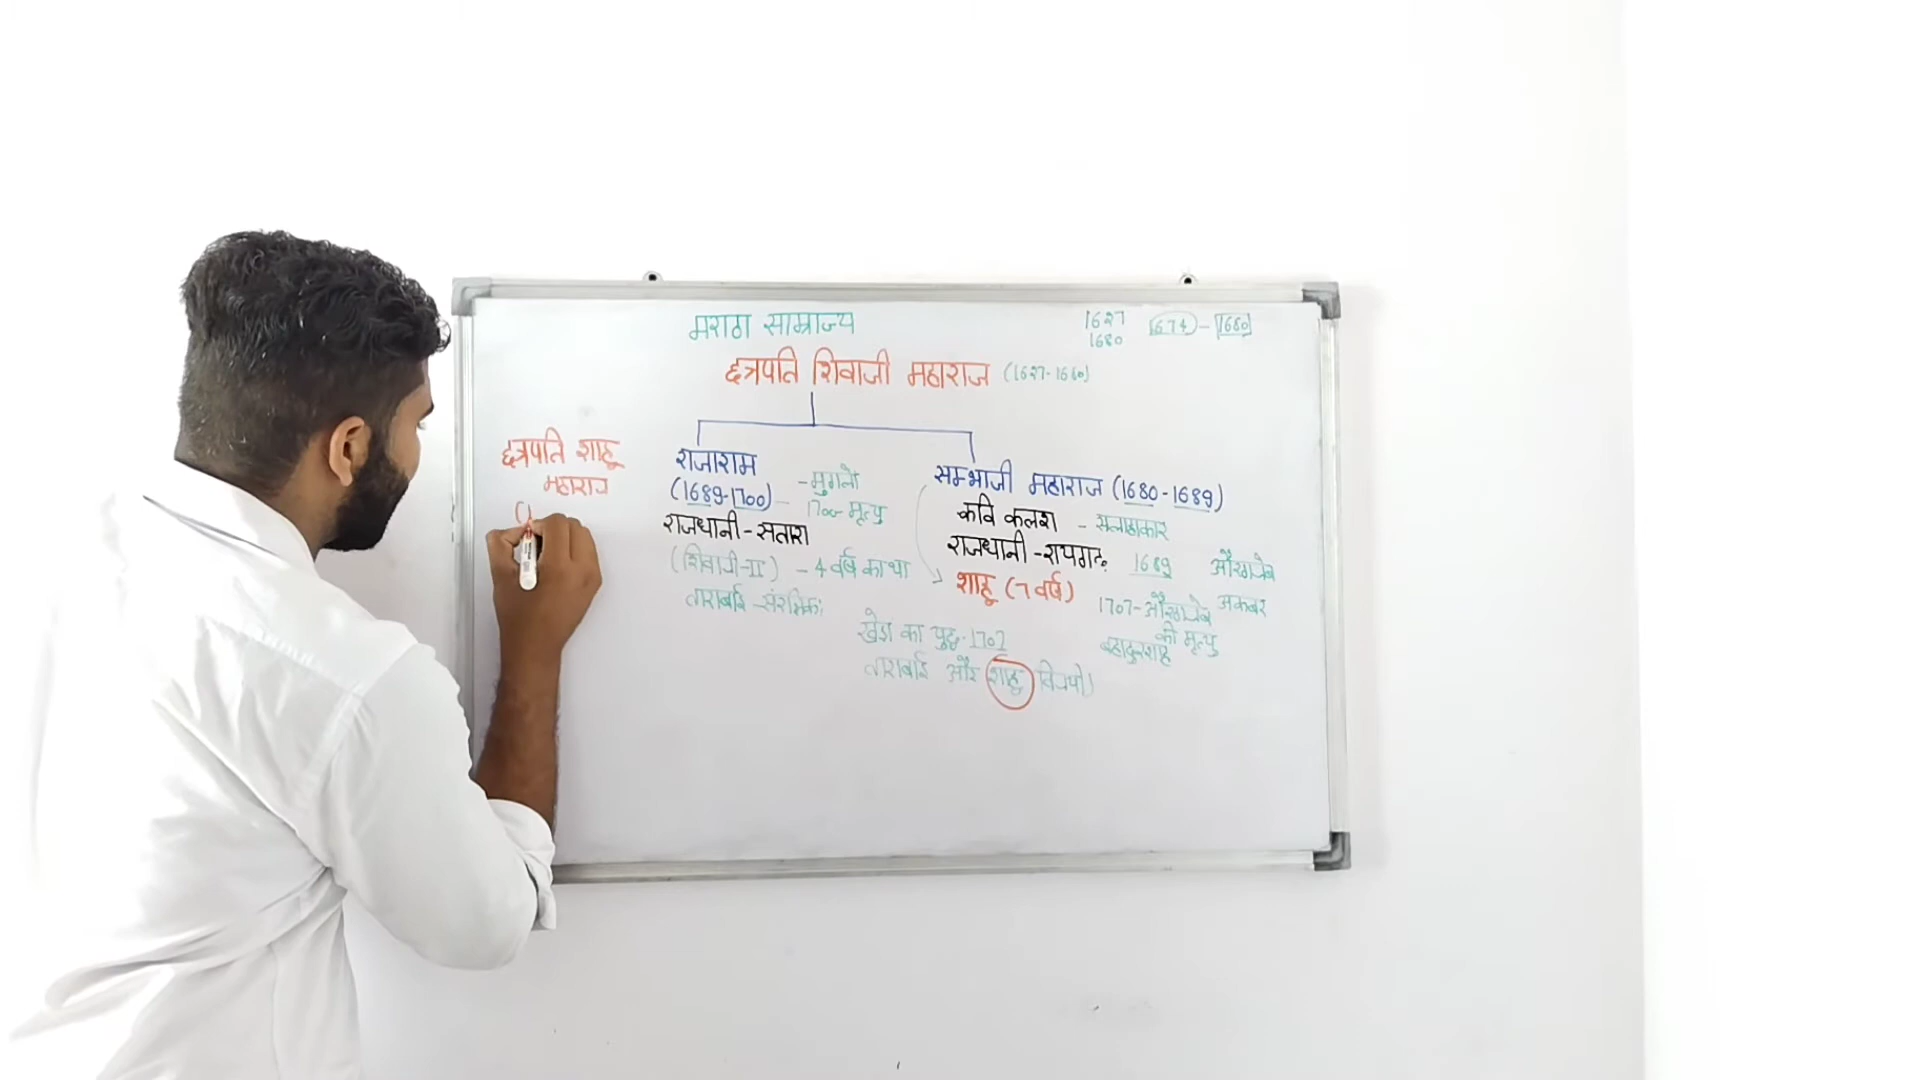 मराठा साम्राज्य
1627
1680
1674 - 1680
छत्रपति शिवाजी महाराज (1627-1680)
छत्रपति शाहू
महाराज
(1
राजाराम
(1689-1700)
- मुगलो
- 1700 मृत्यु
राजधानी - सतारा
(शिवाजी-II) - 4 वर्ष का था
ताराबाई - संरक्षिका
सम्भाजी महाराज (1680-1689)
कवि कलश - सलाहाकार
राजधानी - रायगढ़
1689 औरंगजेब
अकबर
शाहू (7 वर्ष)
1707 - औरंगजेब
की मृत्यु
बहादुरशाह
खेडा का युद्ध - 1707
ताराबाई और शाहू विजयी)